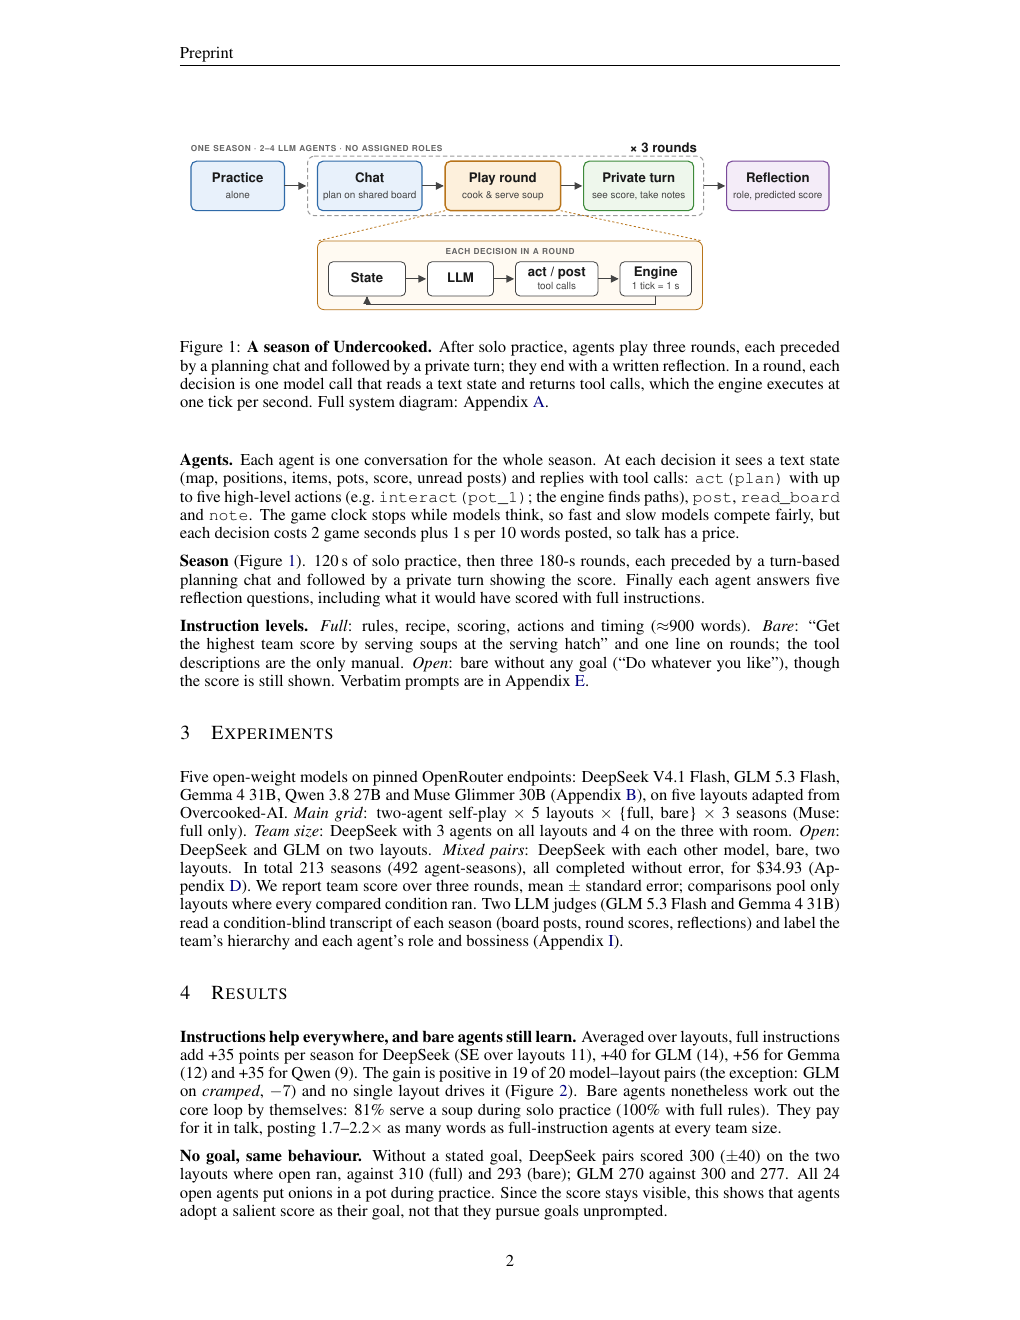 Preprint
ONE SEASON · 2–4 LLM AGENTS · NO ASSIGNED ROLES
× 3 rounds
Practice
alone
Chat
plan on shared board
Play round
cook & serve soup
Private turn
see score, take notes
Reflection
role, predicted score
EACH DECISION IN A ROUND
State
LLM
act / post
tool calls
Engine
1 tick = 1 s
Figure 1: A season of Undercooked. After solo practice, agents play three rounds, each preceded
by a planning chat and followed by a private turn; they end with a written reflection. In a round, each
decision is one model call that reads a text state and returns tool calls, which the engine executes at
one tick per second. Full system diagram: Appendix A.
Agents. Each agent is one conversation for the whole season. At each decision it sees a text state
(map, positions, items, pots, score, unread posts) and replies with tool calls: act(plan) with up
to five high-level actions (e.g. interact(pot_1); the engine finds paths), post, read_board
and note. The game clock stops while models think, so fast and slow models compete fairly, but
each decision costs 2 game seconds plus 1 s per 10 words posted, so talk has a price.
Season (Figure 1). 120 s of solo practice, then three 180-s rounds, each preceded by a turn-based
planning chat and followed by a private turn showing the score. Finally each agent answers five
reflection questions, including what it would have scored with full instructions.
Instruction levels. Full: rules, recipe, scoring, actions and timing (≈900 words). Bare: “Get
the highest team score by serving soups at the serving hatch” and one line on rounds; the tool
descriptions are the only manual. Open: bare without any goal (“Do whatever you like”), though
the score is still shown. Verbatim prompts are in Appendix E.
3 EXPERIMENTS
Five open-weight models on pinned OpenRouter endpoints: DeepSeek V4.1 Flash, GLM 5.3 Flash,
Gemma 4 31B, Qwen 3.8 27B and Muse Glimmer 30B (Appendix B), on five layouts adapted from
Overcooked-AI. Main grid: two-agent self-play × 5 layouts × {full, bare} × 3 seasons (Muse:
full only). Team size: DeepSeek with 3 agents on all layouts and 4 on the three with room. Open:
DeepSeek and GLM on two layouts. Mixed pairs: DeepSeek with each other model, bare, two
layouts. In total 213 seasons (492 agent-seasons), all completed without error, for $34.93 (Ap-
pendix D). We report team score over three rounds, mean ± standard error; comparisons pool only
layouts where every compared condition ran. Two LLM judges (GLM 5.3 Flash and Gemma 4 31B)
read a condition-blind transcript of each season (board posts, round scores, reflections) and label the
team’s hierarchy and each agent’s role and bossiness (Appendix I).
4 RESULTS
Instructions help everywhere, and bare agents still learn. Averaged over layouts, full instructions
add +35 points per season for DeepSeek (SE over layouts 11), +40 for GLM (14), +56 for Gemma
(12) and +35 for Qwen (9). The gain is positive in 19 of 20 model–layout pairs (the exception: GLM
on cramped, −7) and no single layout drives it (Figure 2). Bare agents nonetheless work out the
core loop by themselves: 81% serve a soup during solo practice (100% with full rules). They pay
for it in talk, posting 1.7–2.2× as many words as full-instruction agents at every team size.
No goal, same behaviour. Without a stated goal, DeepSeek pairs scored 300 (±40) on the two
layouts where open ran, against 310 (full) and 293 (bare); GLM 270 against 300 and 277. All 24
open agents put onions in a pot during practice. Since the score stays visible, this shows that agents
adopt a salient score as their goal, not that they pursue goals unprompted.
2